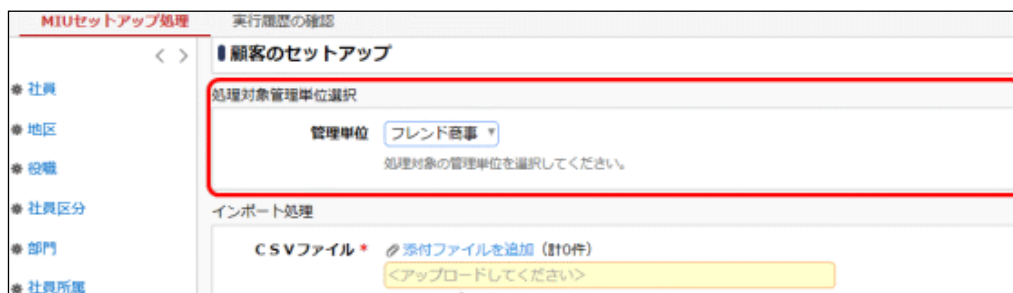 MIUセットアップ処理 実行履歴の確認
< >
顧客のセットアップ
社員
処理対象管理単位選択
地区
管理単位 フレンド商事 ▼
役職
処理対象の管理単位を選択してください。
社員区分
インポート処理
部門
CSVファイル * 添付ファイルを追加 (計0件)
<アップロードしてください>
社員所属